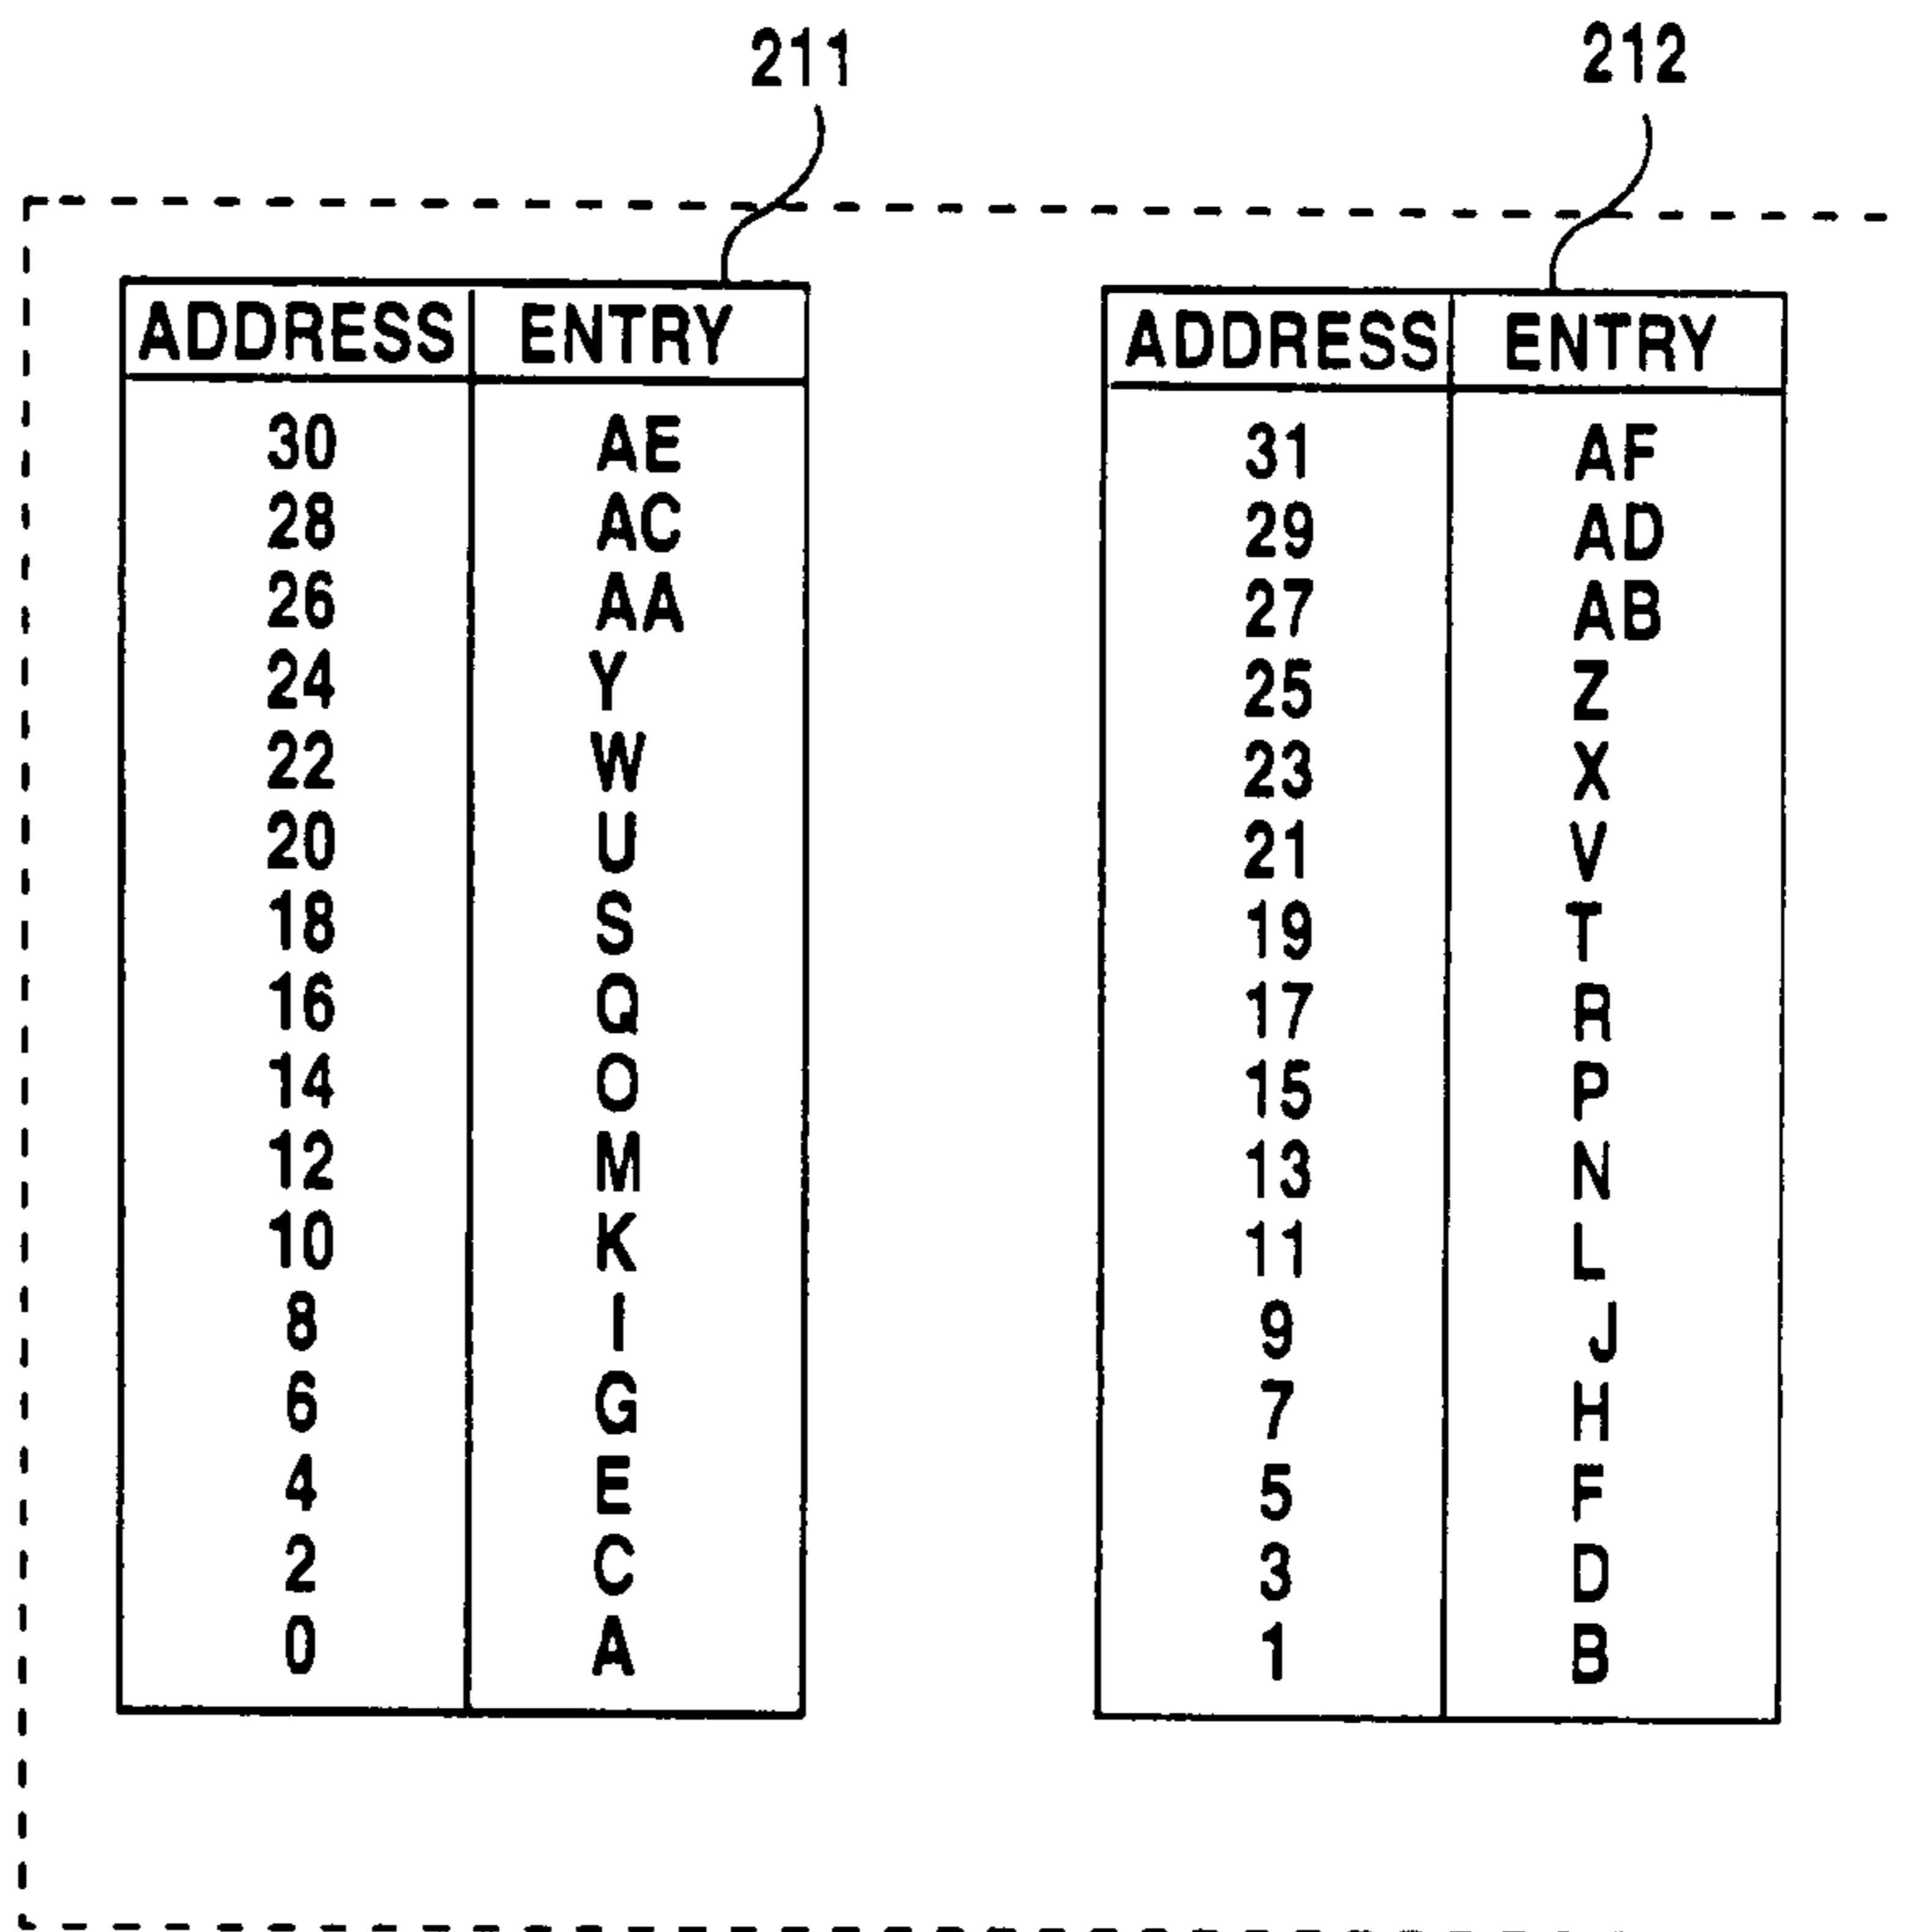 211
212
ADDRESS ENTRY
30 AE
28 AC
26 AA
24 Y
22 W
20 U
18 S
16 Q
14 O
12 M
10 K
8 I
6 G
4 E
2 C
0 A
ADDRESS ENTRY
31 AF
29 AD
27 AB
25 Z
23 X
21 V
19 T
17 R
15 P
13 N
11 L
9 J
7 H
5 F
3 D
1 B